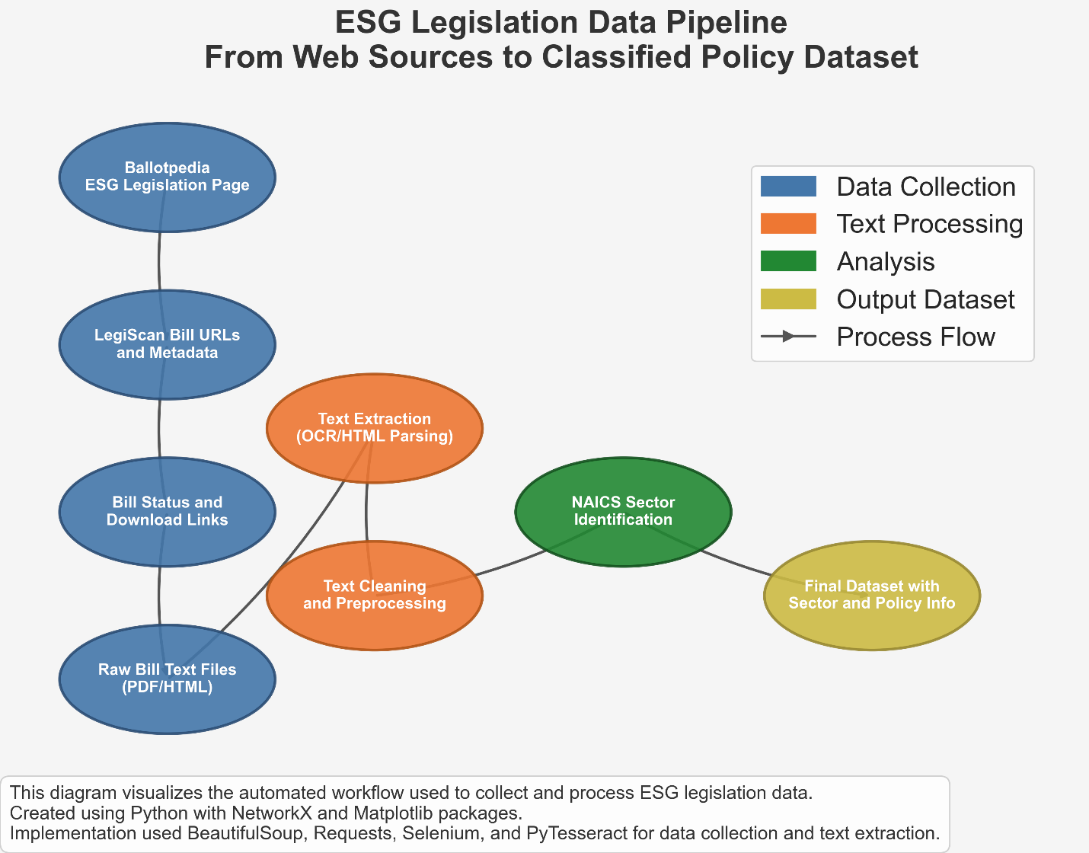 ESG Legislation Data Pipeline
From Web Sources to Classified Policy Dataset
Ballotpedia
ESG Legislation Page
LegiScan Bill URLs
and Metadata
Bill Status and
Download Links
Raw Bill Text Files
(PDF/HTML)
Text Extraction
(OCR/HTML Parsing)
Text Cleaning
and Preprocessing
NAICS Sector
Identification
Final Dataset with
Sector and Policy Info
Data Collection
Text Processing
Analysis
Output Dataset
Process Flow
This diagram visualizes the automated workflow used to collect and process ESG legislation data.
Created using Python with NetworkX and Matplotlib packages.
Implementation used BeautifulSoup, Requests, Selenium, and PyTesseract for data collection and text extraction.